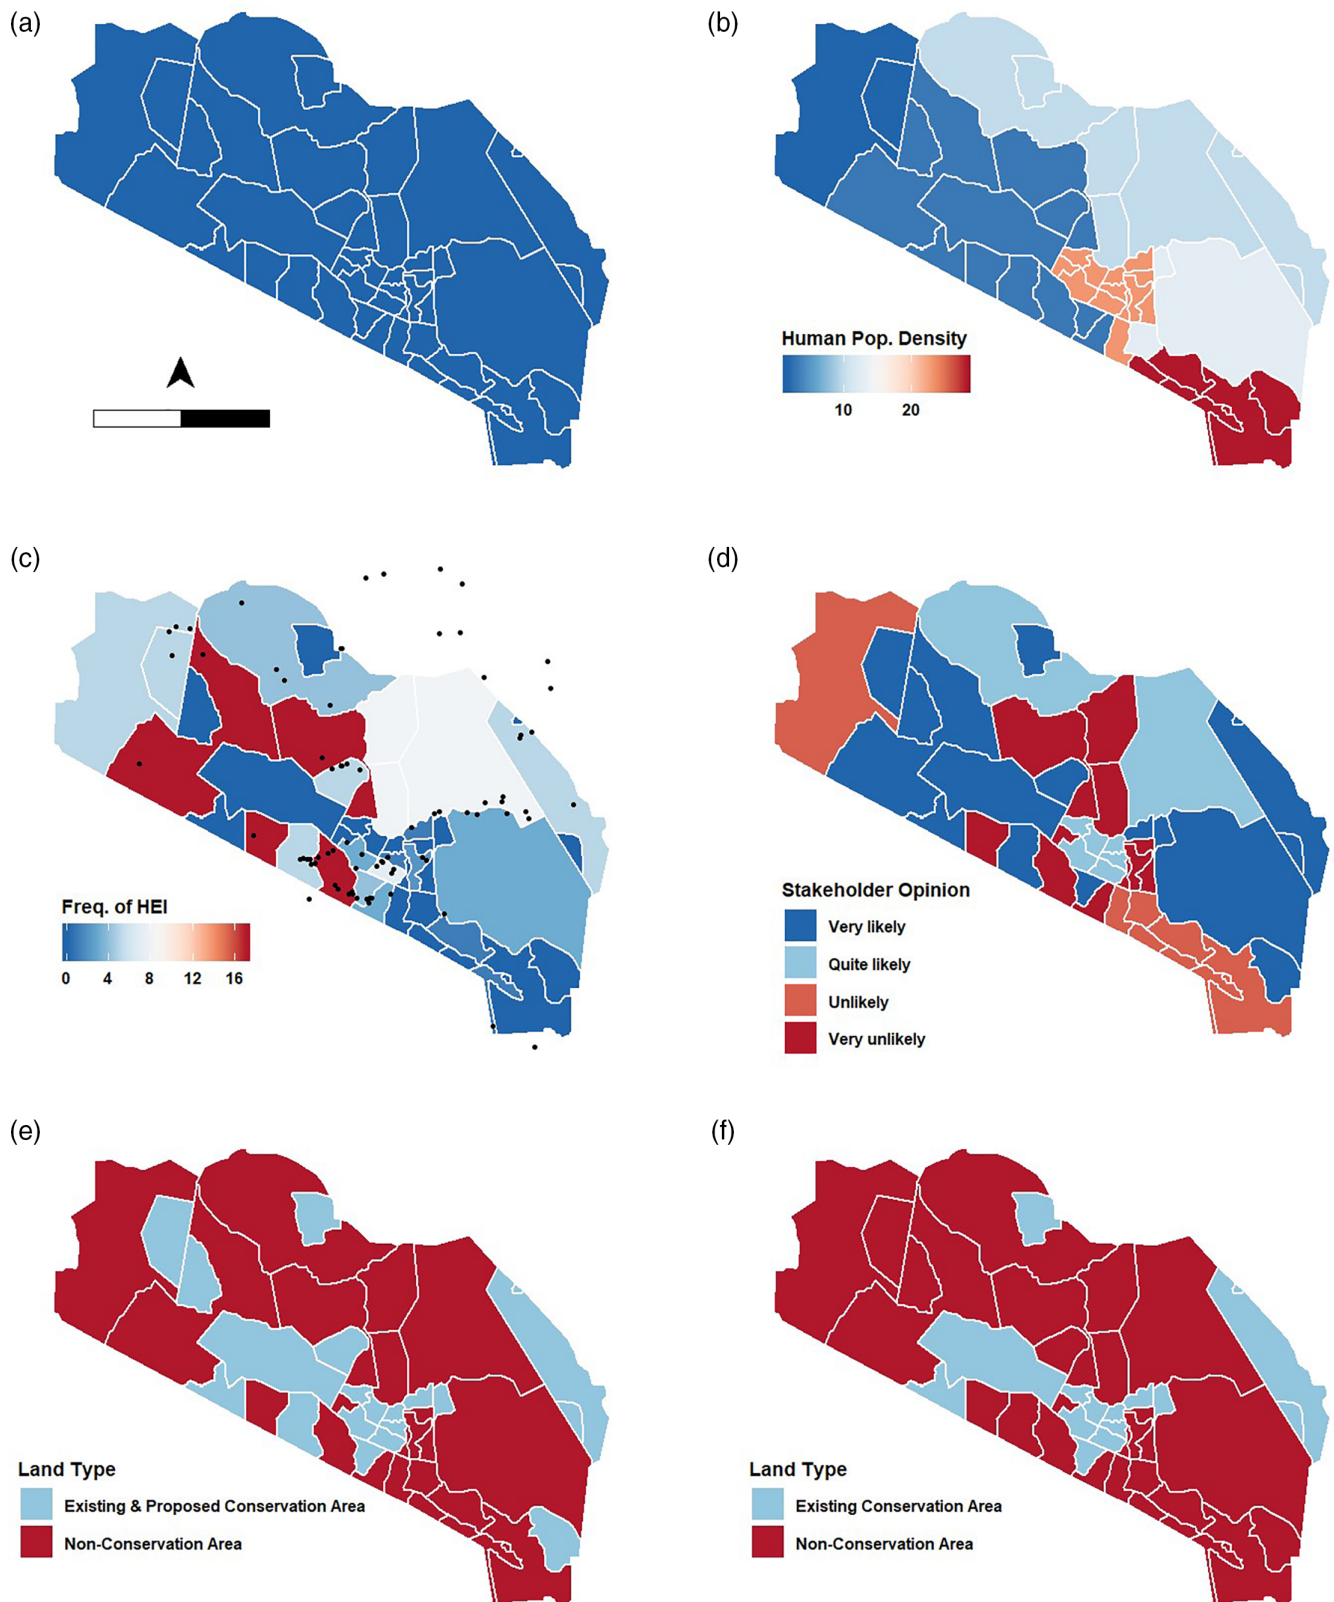 (a)
(b)
Human Pop. Density
10 20
(c)
(d)
Freq. of HEI
0 4 8 12 16
Stakeholder Opinion
Very likely
Quite likely
Unlikely
Very unlikely
(e)
(f)
Land Type
Existing & Proposed Conservation Area
Non-Conservation Area
Land Type
Existing Conservation Area
Non-Conservation Area